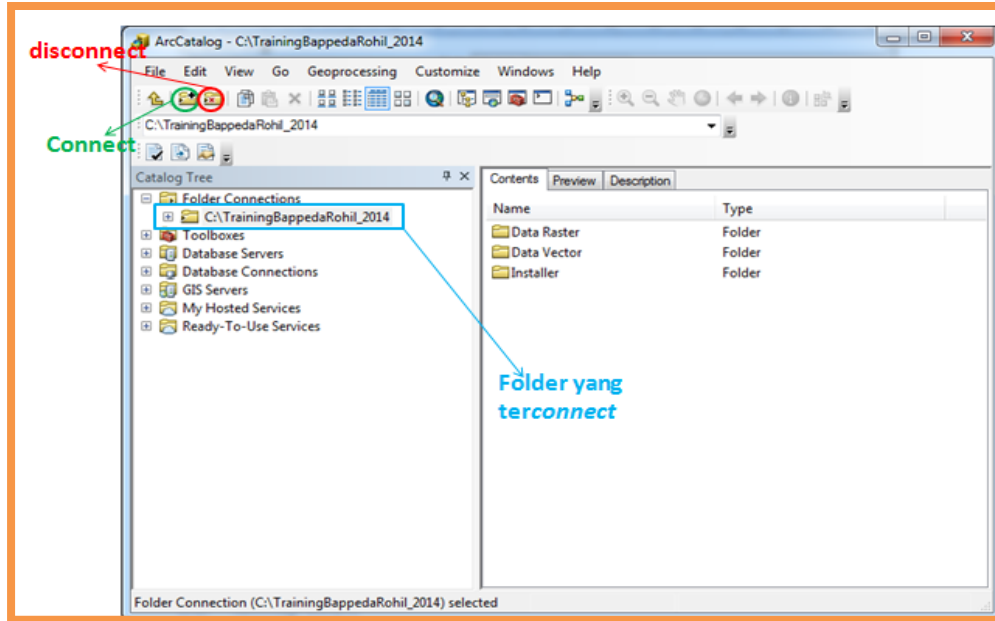 ArcCatalog - C:\TrainingBappedaRohil_2014
disconnect
File Edit View Go Geoprocessing Customize Windows Help
C:\TrainingBappedaRohil_2014
Connect
Catalog Tree
Contents Preview Description
Folder Connections
Name Type
C:\TrainingBappedaRohil_2014
Data Raster Folder
Toolboxes
Data Vector Folder
Database Servers
Installer Folder
Database Connections
GIS Servers
My Hosted Services
Ready-To-Use Services
Folder yang
terconnect
Folder Connection (C:\TrainingBappedaRohil_2014) selected